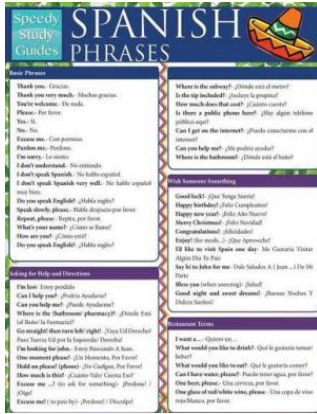 Speedy
Study
Guides
SPANISH
PHRASES
Basic Phrases
Thank you.- Gracias.
Thank you very much.- Muchas gracias.
You're welcome.- De nada.
Please.- Por favor.
Yes.- Sí.
No.- No.
Excuse me.- Con permiso.
Pardon me.- Perdone.
I'm sorry.- Lo siento.
I don't understand.- No entiendo.
I don't speak Spanish.- No hablo español.
I don't speak Spanish very well.- No hablo español
muy bien.
Do you speak English?- ¿Habla inglés?
Speak slowly, please.- Hable despacio por favor.
Repeat, please.- Repita, por favor.
What's your name?- ¿Cómo se llama?
How are you?- ¿Cómo está?
Do you speak English?- ¿Habla inglés?
Asking for Help and Directions
I'm lost- Estoy perdido
Can I help you?- ¿Podría Ayudarte?
Can you help me?- ¿Puede Ayudarme?
Where is the (bathroom/ pharmacy)?- ¿Dónde Está
(el Baño/ la Farmacia)?
Go straight! then turn left/ right!- ¡Vaya Ud Derecho!
Pues Tuerza Ud por la Izquierda/ Derecha!
I'm looking for john.- Estoy Buscando A Juan.
One moment please!- ¡Un Momento, Por Favor!
Hold on please! (phone)- ¡No Cuelgue, Por Favor!
How much is this?- ¿Cuánto Vale/ Cuesta Eso?
Excuse me ...! (to ask for something)- ¡Perdone! /
¡Oiga!
Excuse me! ( to pass by)- ¡Perdone! / Disculpe!
Where is the subway?- ¿Dónde está el metro?
Is the tip included?- ¿Incluye la propina?
How much does that cost?- ¿Cuánto cuesta?
Is there a public phone here?- ¿Hay algún teléfono
público aquí?
Can I get on the internet?- ¿Puedo conectarme con el
internet?
Can you help me?- ¿Me podría ayudar?
Where is the bathroom?- ¿Dónde está el baño?
Wish Someone Something
Good luck!- ¡Que Tenga Suerte!
Happy birthday!- ¡Feliz Cumpleaños!
Happy new year!- ¡Feliz Año Nuevo!
Merry Christmas!- ¡Feliz Navidad!
Congratulations!- ¡felicidades!
Enjoy! (for meals...)- ¡Que Aproveche!
I'd like to visit Spain one day- Me Gustaría Visitar
Algún Día Tu País
Say hi to John for me- Dale Saludos A ( Juan ...) De Mi
Parte
Bless you (when sneezing)- ¡Salud!
Good night and sweet dreams!- ¡Buenas Noches Y
Dulces Sueños!
Restaurant Terms
I want a...- Quiero un...
What would you like to drink?- Qué le gustaría tomar/
beber?
What would you like to eat?- Qué le gustaría comer?
Can I have water, please?- Puedo tener agua, por favor?
One beer, please.- Una cerveza, por favor.
One glass of red/ white wine, please.- Una copa de vino
rojo/blanco, por favor.